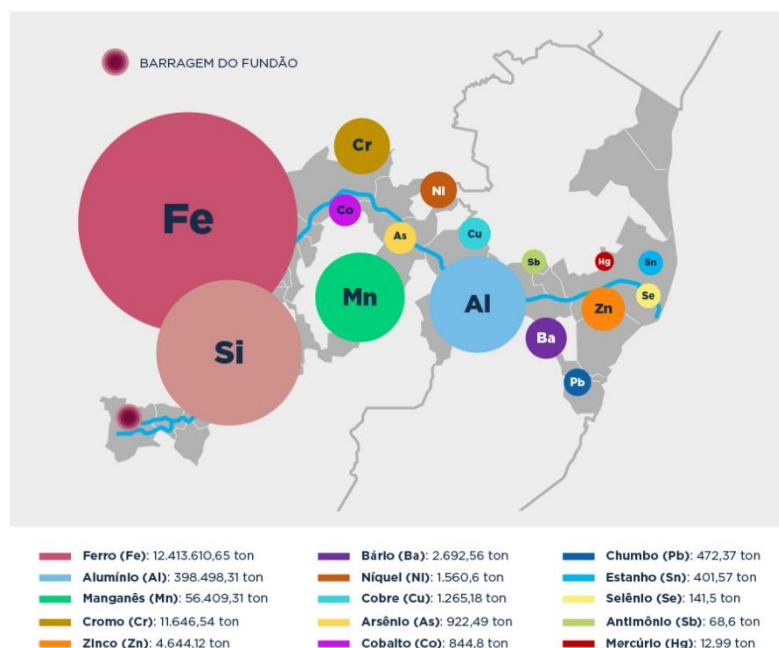 BARRAGEM DO FUNDÃO
Cr
NI
Fe
Co
As
Cu
Sb
Hg
Sn
Mn
Al
Se
Zn
Si
Ba
Pb
Ferro (Fe): 12.413.610,65 ton
Alumínio (Al): 398.498,31 ton
Manganês (Mn): 56.409,31 ton
Cromo (Cr): 11.646,54 ton
Zinco (Zn): 4.644,12 ton
Bário (Ba): 2.692,56 ton
Níquel (NI): 1.560,6 ton
Cobre (Cu): 1.265,18 ton
Arsênio (As): 922,49 ton
Cobalto (Co): 844,8 ton
Chumbo (Pb): 472,37 ton
Estanho (Sn): 401,57 ton
Selênio (Se): 141,5 ton
Antimônio (Sb): 68,6 ton
Mercúrio (Hg): 12,99 ton